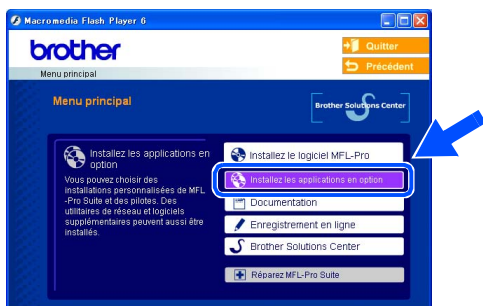 Macromedia Flash Player 6
brother
Quitter
Précédent
Menu principal
Menu principal
Brother Solutions Center
Installez les applications en
option
Vous pouvez choisir des
installations personnalisées de MFL
-Pro Suite et des pilotes. Des
utilitaires de réseau et logiciels
supplémentaires peuvent aussi être
installés.
Installez le logiciel MFL-Pro
Installez les applications en option
Documentation
Enregistrement en ligne
Brother Solutions Center
Réparez MFL-Pro Suite